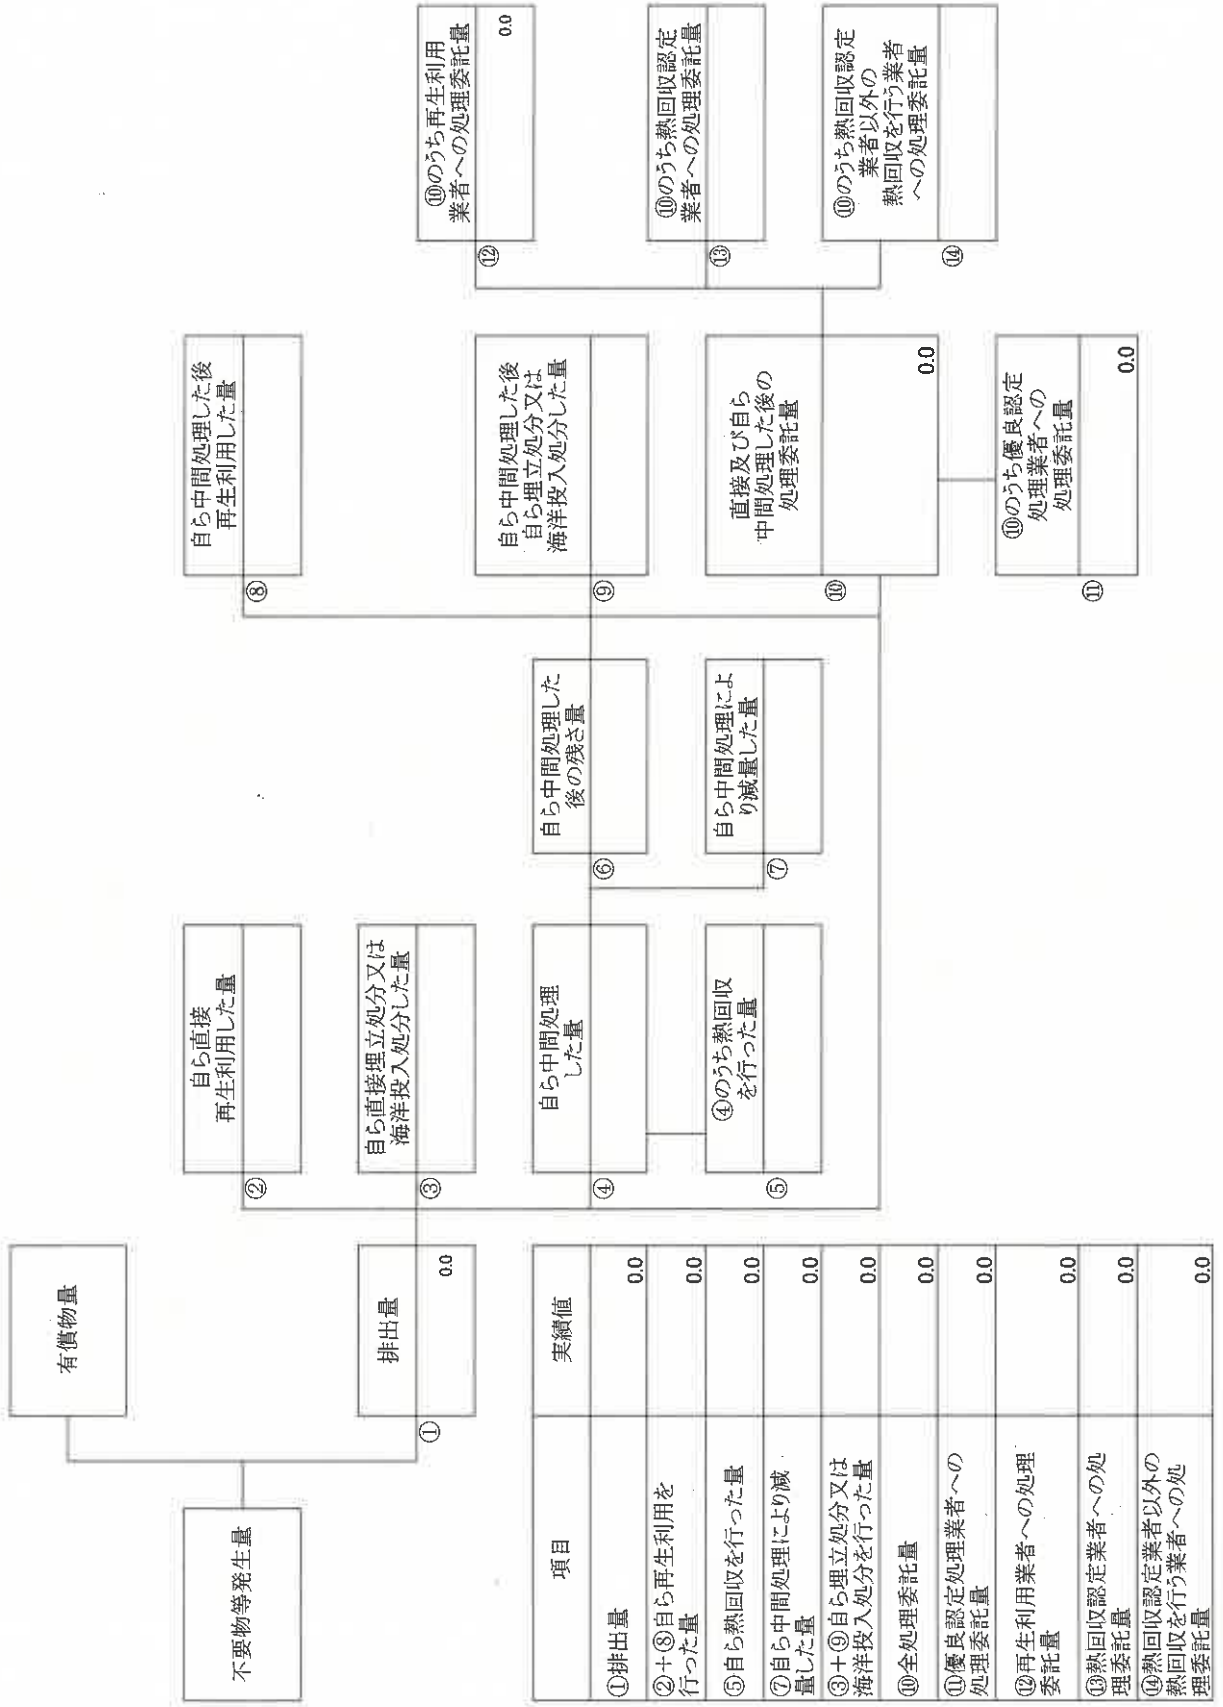 有償物量
不要物等発生量
排出量
①
0.0
自ら直接
再生利用した量
②
自ら直接埋立処分又は
海洋投入処分した量
③
自ら中間処理
した量
④
④のうち熱回収
を行った量
⑤
自ら中間処理した
後の残さ量
⑥
自ら中間処理によ
り減量した量
⑦
自ら中間処理した後
再生利用した量
⑧
自ら中間処理した後
自ら埋立処分又は
海洋投入処分した量
⑨
直接及び自ら
中間処理した後の
処理委託量
⑩
0.0
⑩のうち優良認定
処理業者への
処理委託量
⑪
0.0
⑩のうち再生利用
業者への処理委託量
⑫
0.0
⑩のうち熱回収認定
業者への処理委託量
⑬
⑩のうち熱回収認定
業者以外の
熱回収を行う業者
への処理委託量
⑭
項目 実績値
①排出量 0.0
②+⑧自ら再生利用を
行った量 0.0
⑤自ら熱回収を行った量 0.0
⑦自ら中間処理により減
量した量 0.0
③+⑨自ら埋立処分又は
海洋投入処分を行った量 0.0
⑩全処理委託量 0.0
⑪優良認定処理業者への
処理委託量 0.0
⑫再生利用業者への処理
委託量 0.0
⑬熱回収認定業者への処
理委託量 0.0
⑭熱回収認定業者以外の
熱回収を行う業者への処
理委託量 0.0